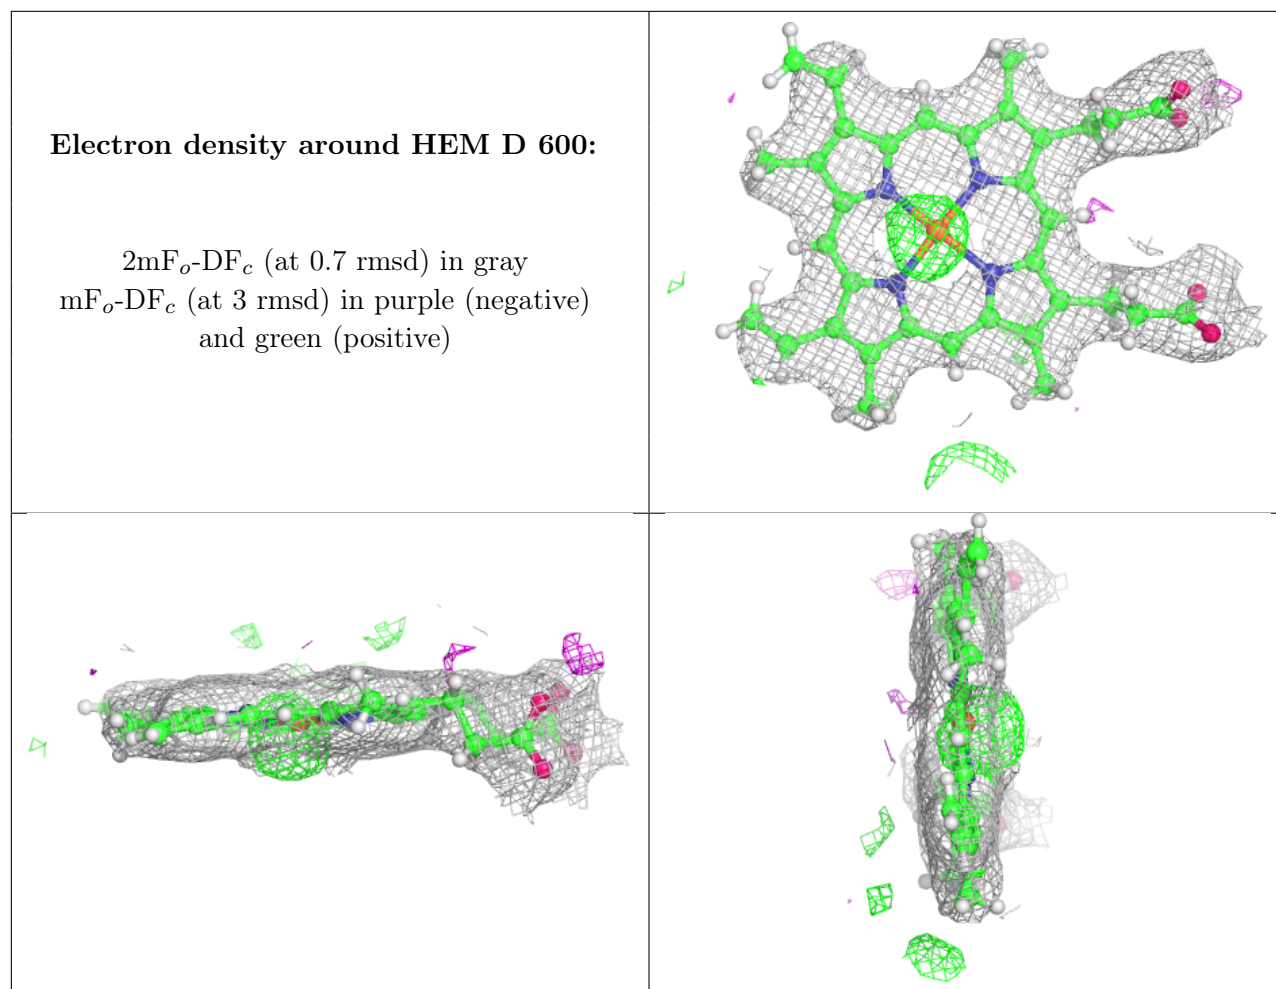 Electron density around HEM D 600:
2mFo-DFc (at 0.7 rmsd) in gray
mFo-DFc (at 3 rmsd) in purple (negative)
and green (positive)